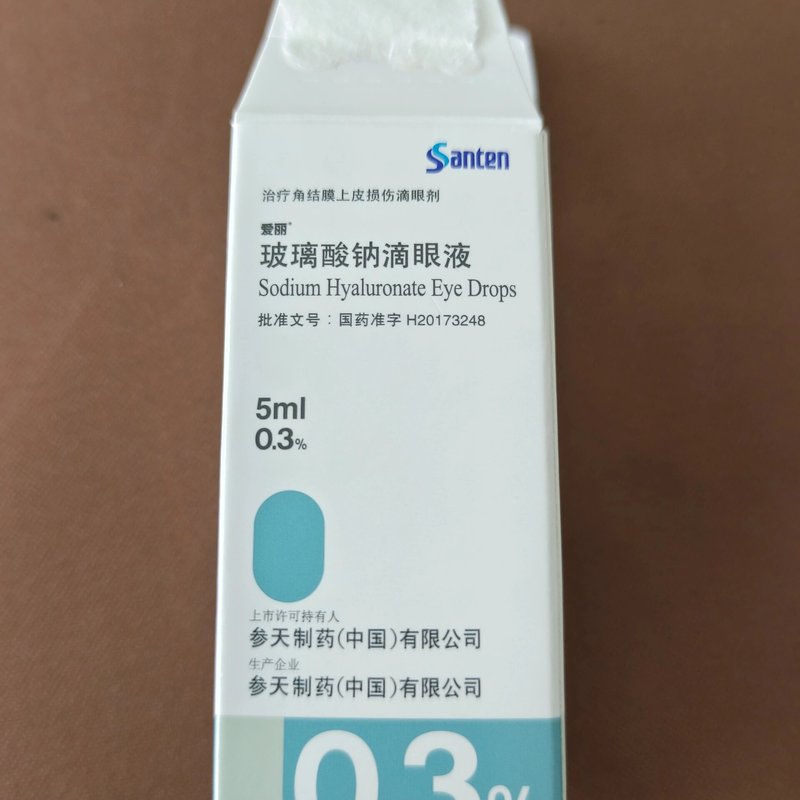 Santen
治疗角结膜上皮损伤滴眼剂
爱丽®
玻璃酸钠滴眼液
Sodium Hyaluronate Eye Drops
批准文号：国药准字 H20173248
5ml
0.3%
上市许可持有人
参天制药(中国)有限公司
生产企业
参天制药(中国)有限公司
0.3%